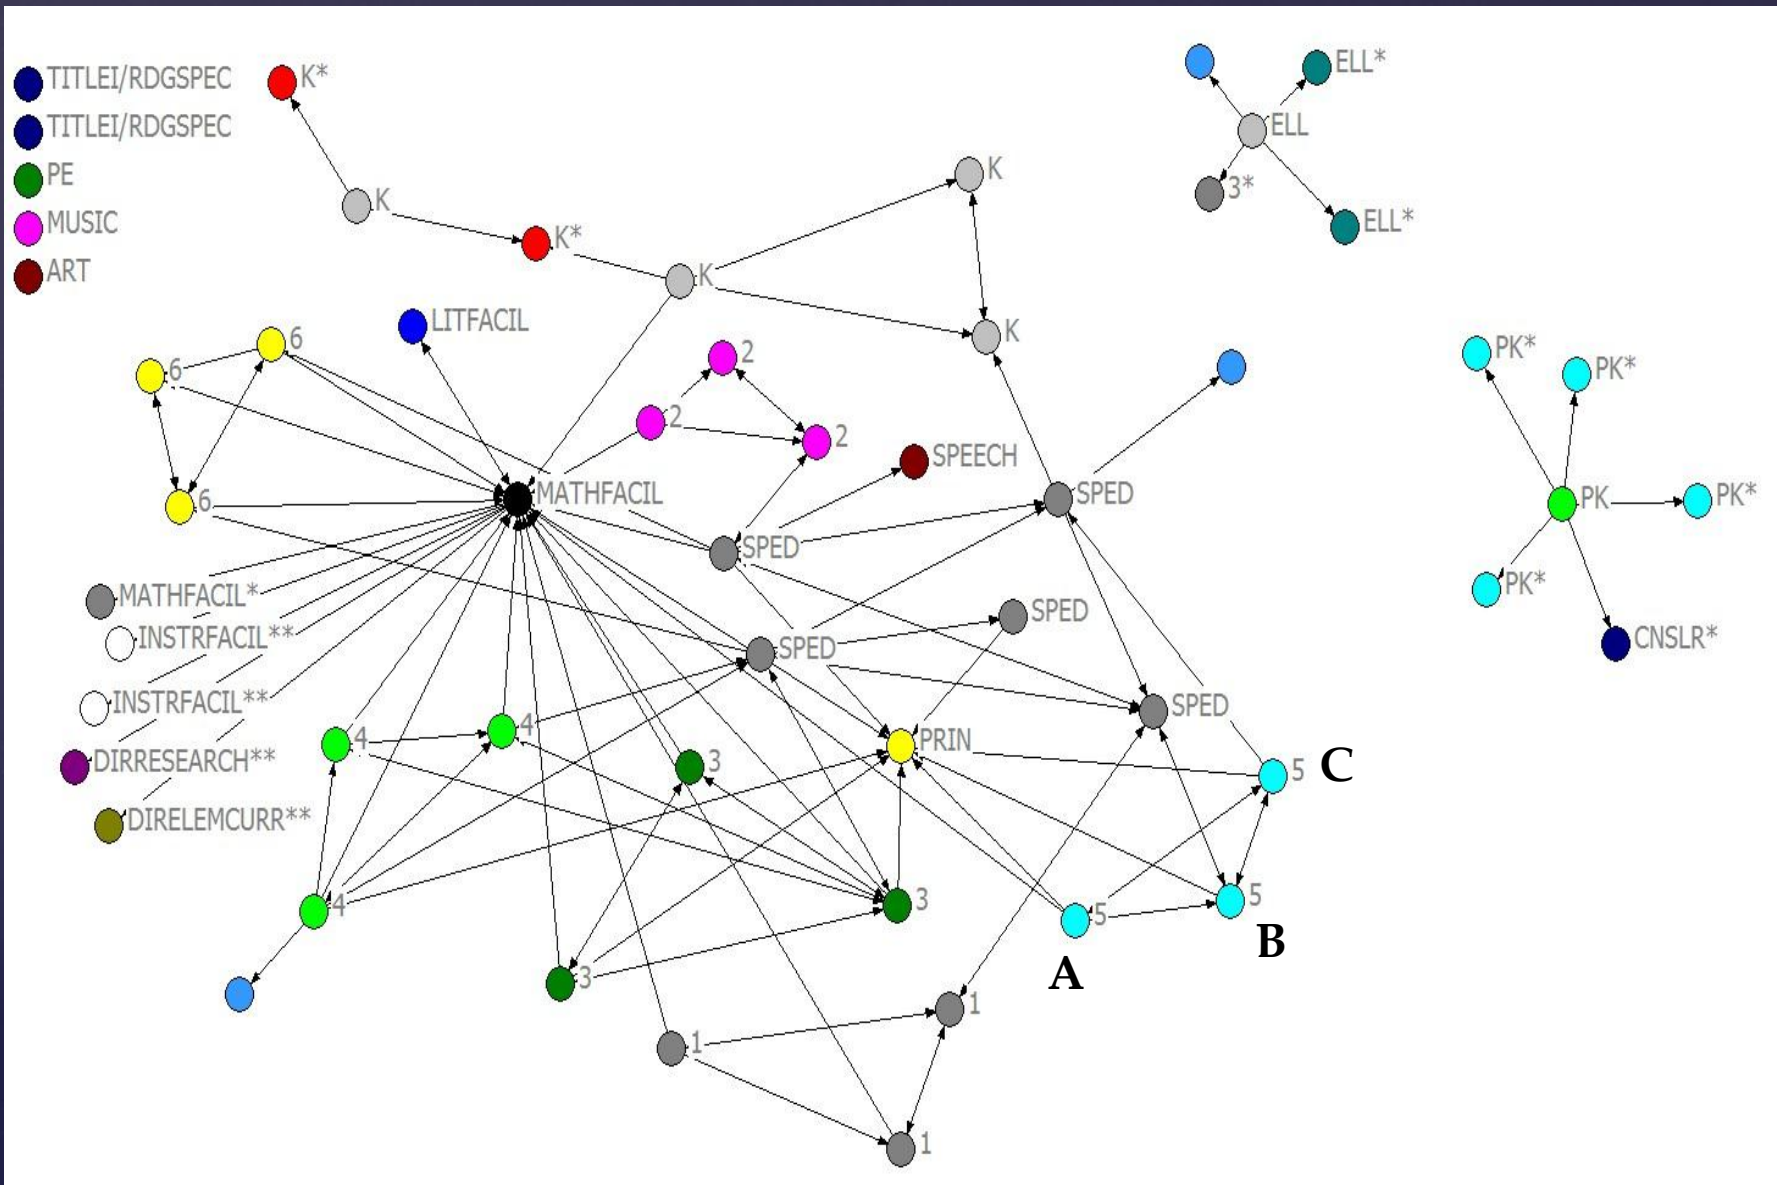 TITLEI/RDGSPEC
TITLEI/RDGSPEC
PE
MUSIC
ART
K*
K
K*
K
K
K
ELL*
ELL
3*
ELL*
LITFACIL
6
6
6
2
2
2
SPEECH
MATHFACIL
SPED
SPED
SPED
SPED
SPED
PK*
PK*
PK
PK*
PK*
CNSLR*
MATHFACIL*
INSTRFACIL**
INSTRFACIL**
DIRRESEARCH**
DIRELEMCURR**
4
4
4
3
3
3
PRIN
5 C
5
B
5
A
1
1
1